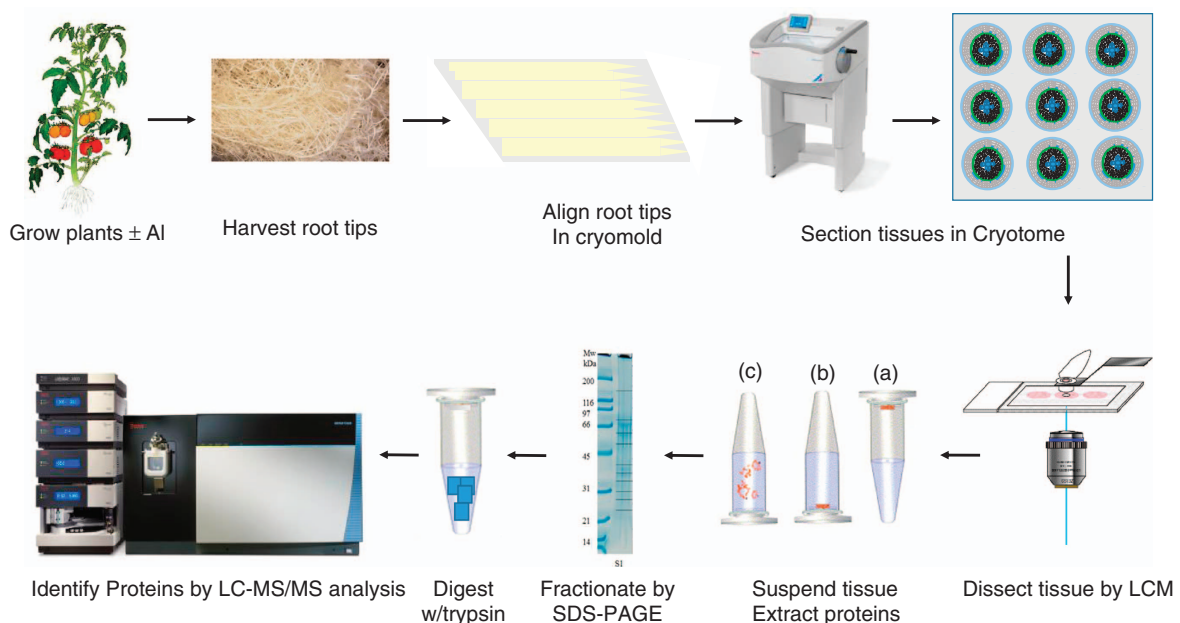 Grow plants ± Al
Harvest root tips
Align root tips
In cryomold
Section tissues in Cryotome
Dissect tissue by LCM
(c)
(b)
(a)
Suspend tissue
Extract proteins
Mw
kDa
200
116
97
66
45
31
21
14
S1
Fractionate by
SDS-PAGE
Digest
w/trypsin
Identify Proteins by LC-MS/MS analysis